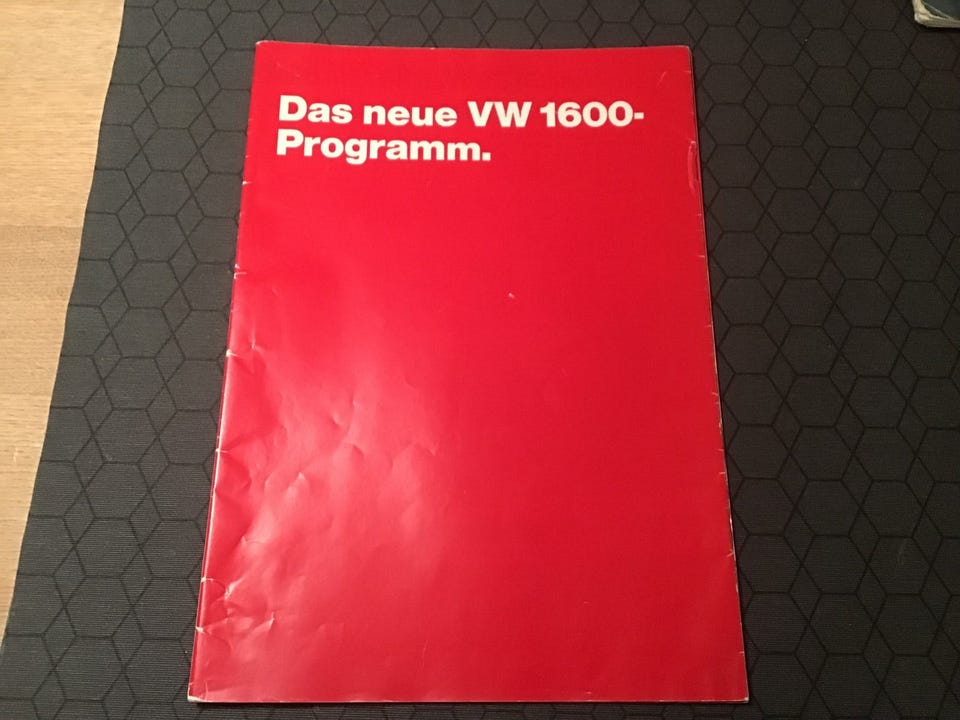 Das neue VW 1600-
Programm.